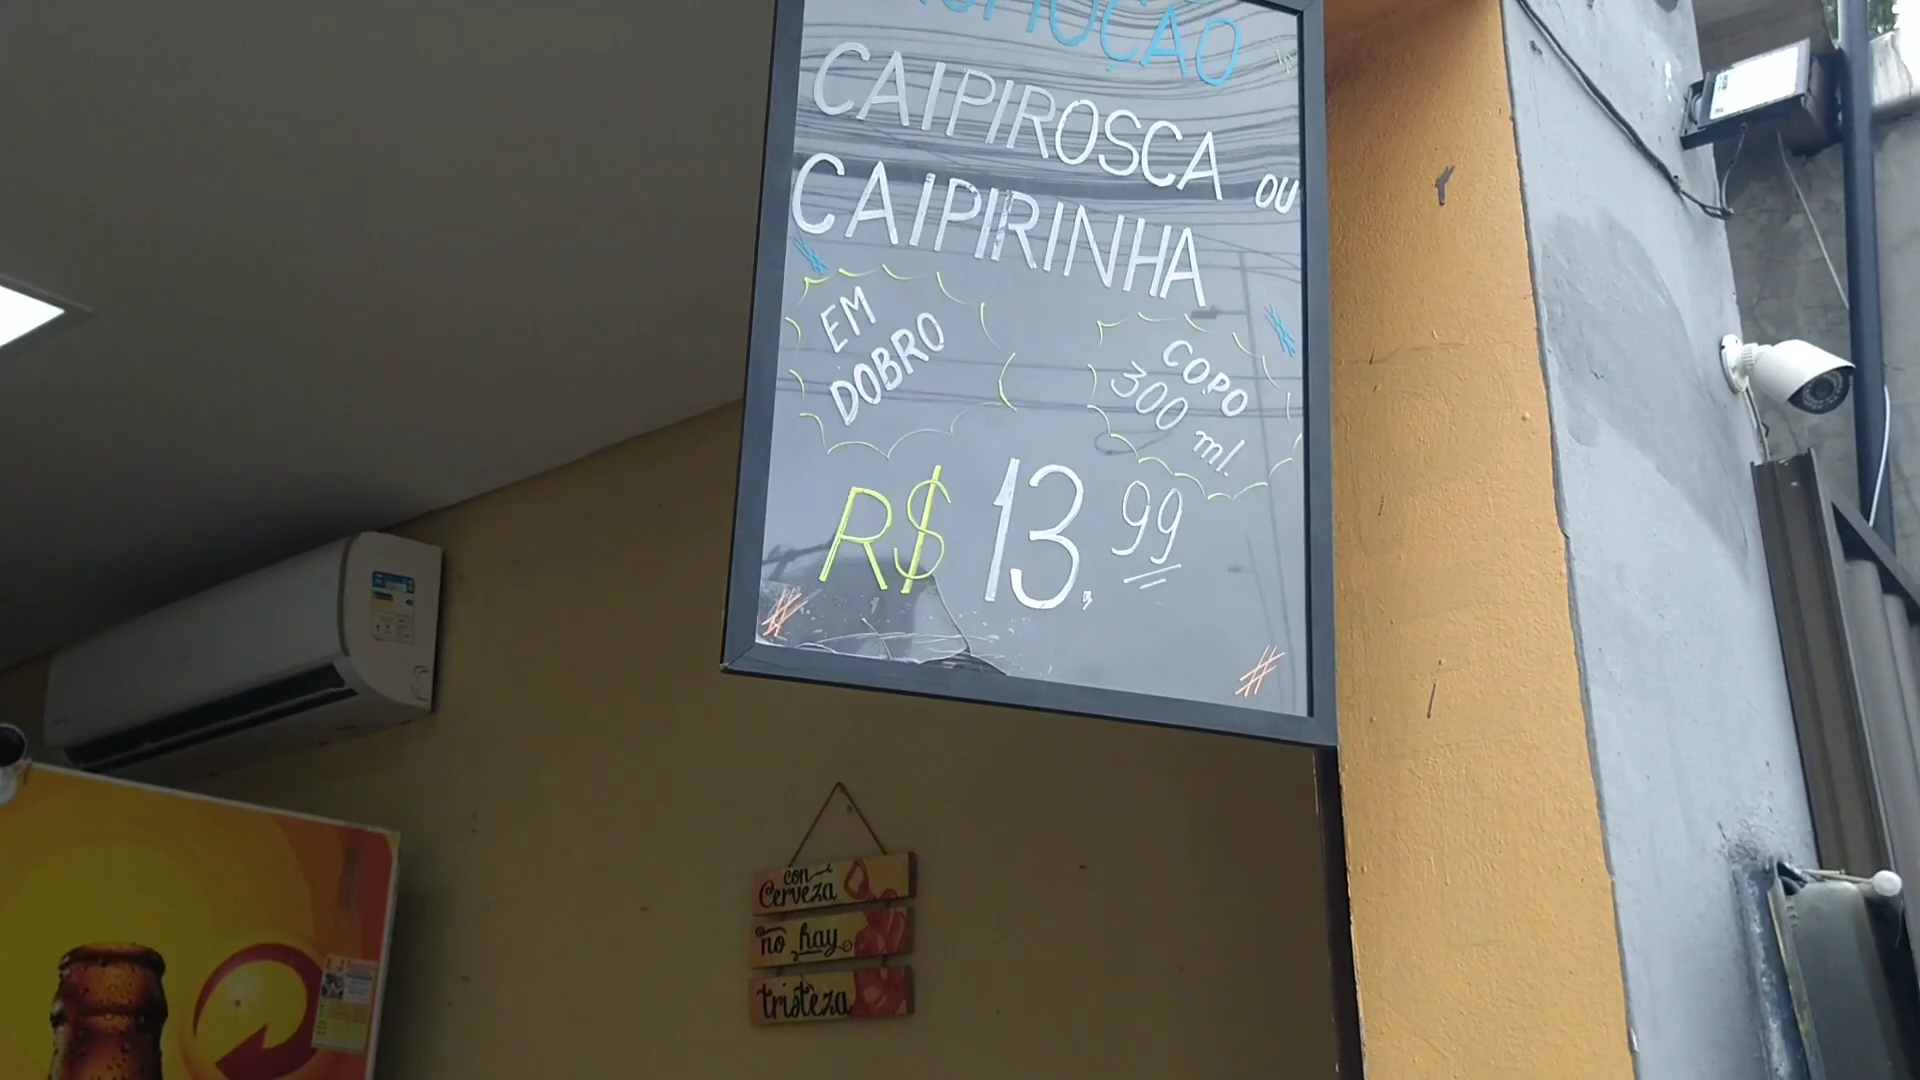 CAIPIROSCA OU
CAIPIRINHA
EM
DOBRO
COPO
300 ml.
R$ 13,99
con
Cerveza
no hay
tristeza